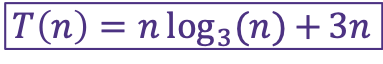 T(n) = n log₃(n) + 3n